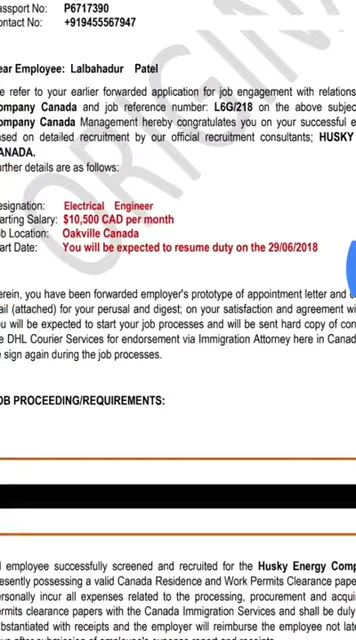 assport No: P6717390
ontact No: +919455567947
ear Employee: Lalbahadur Patel
e refer to your earlier forwarded application for job engagement with relations
ompany Canada and job reference number: L6G/218 on the above subjec
ompany Canada Management hereby congratulates you on your successful e
ased on detailed recruitment by our official recruitment consultants; HUSKY
ANADA.
urther details are as follows:
esignation: Electrical Engineer
arting Salary: $10,500 CAD per month
ob Location: Oakville Canada
art Date: You will be expected to resume duty on the 29/06/2018
erein, you have been forwarded employer's prototype of appointment letter and
ail (attached) for your perusal and digest; on your satisfaction and agreement wi
ou will be expected to start your job processes and will be sent hard copy of con
e DHL Courier Services for endorsement via Immigration Attorney here in Canad
e sign again during the job processes.
OB PROCEEDING/REQUIREMENTS:
l employee successfully screened and recruited for the Husky Energy Comp
esently possessing a valid Canada Residence and Work Permits Clearance pape
ersonally incur all expenses related to the processing, procurement and acquis
ermits clearance papers with the Canada Immigration Services and shall be duly
ubstantiated with receipts and the employer will reimburse the employee not late
ORIGINA